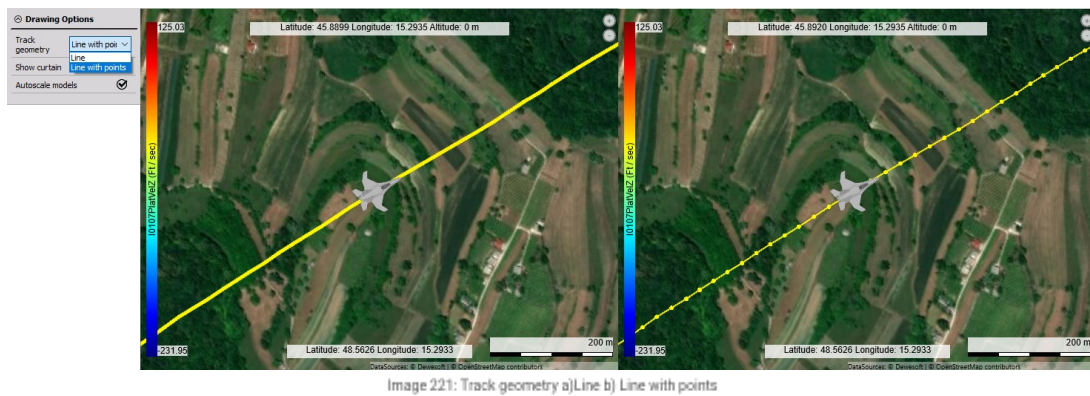 Drawing Options
Track geometry
Line with poir
Line
Show curtain
Line with points
Autoscale models
125.03
Latitude: 45.8899 Longitude: 15.2935 Altitude: 0 m
I0107PlatVelZ (Ft / sec)
-231.95
Latitude: 48.5626 Longitude: 15.2933
200 m
DataSources: © Dewesoft | © OpenStreetMap contributors
125.03
Latitude: 45.8920 Longitude: 15.2935 Altitude: 0 m
I0107PlatVelZ (Ft / sec)
-231.95
Latitude: 48.5626 Longitude: 15.2933
200 m
DataSources: © Dewesoft | © OpenStreetMap contributors
Image 221: Track geometry a)Line b) Line with points